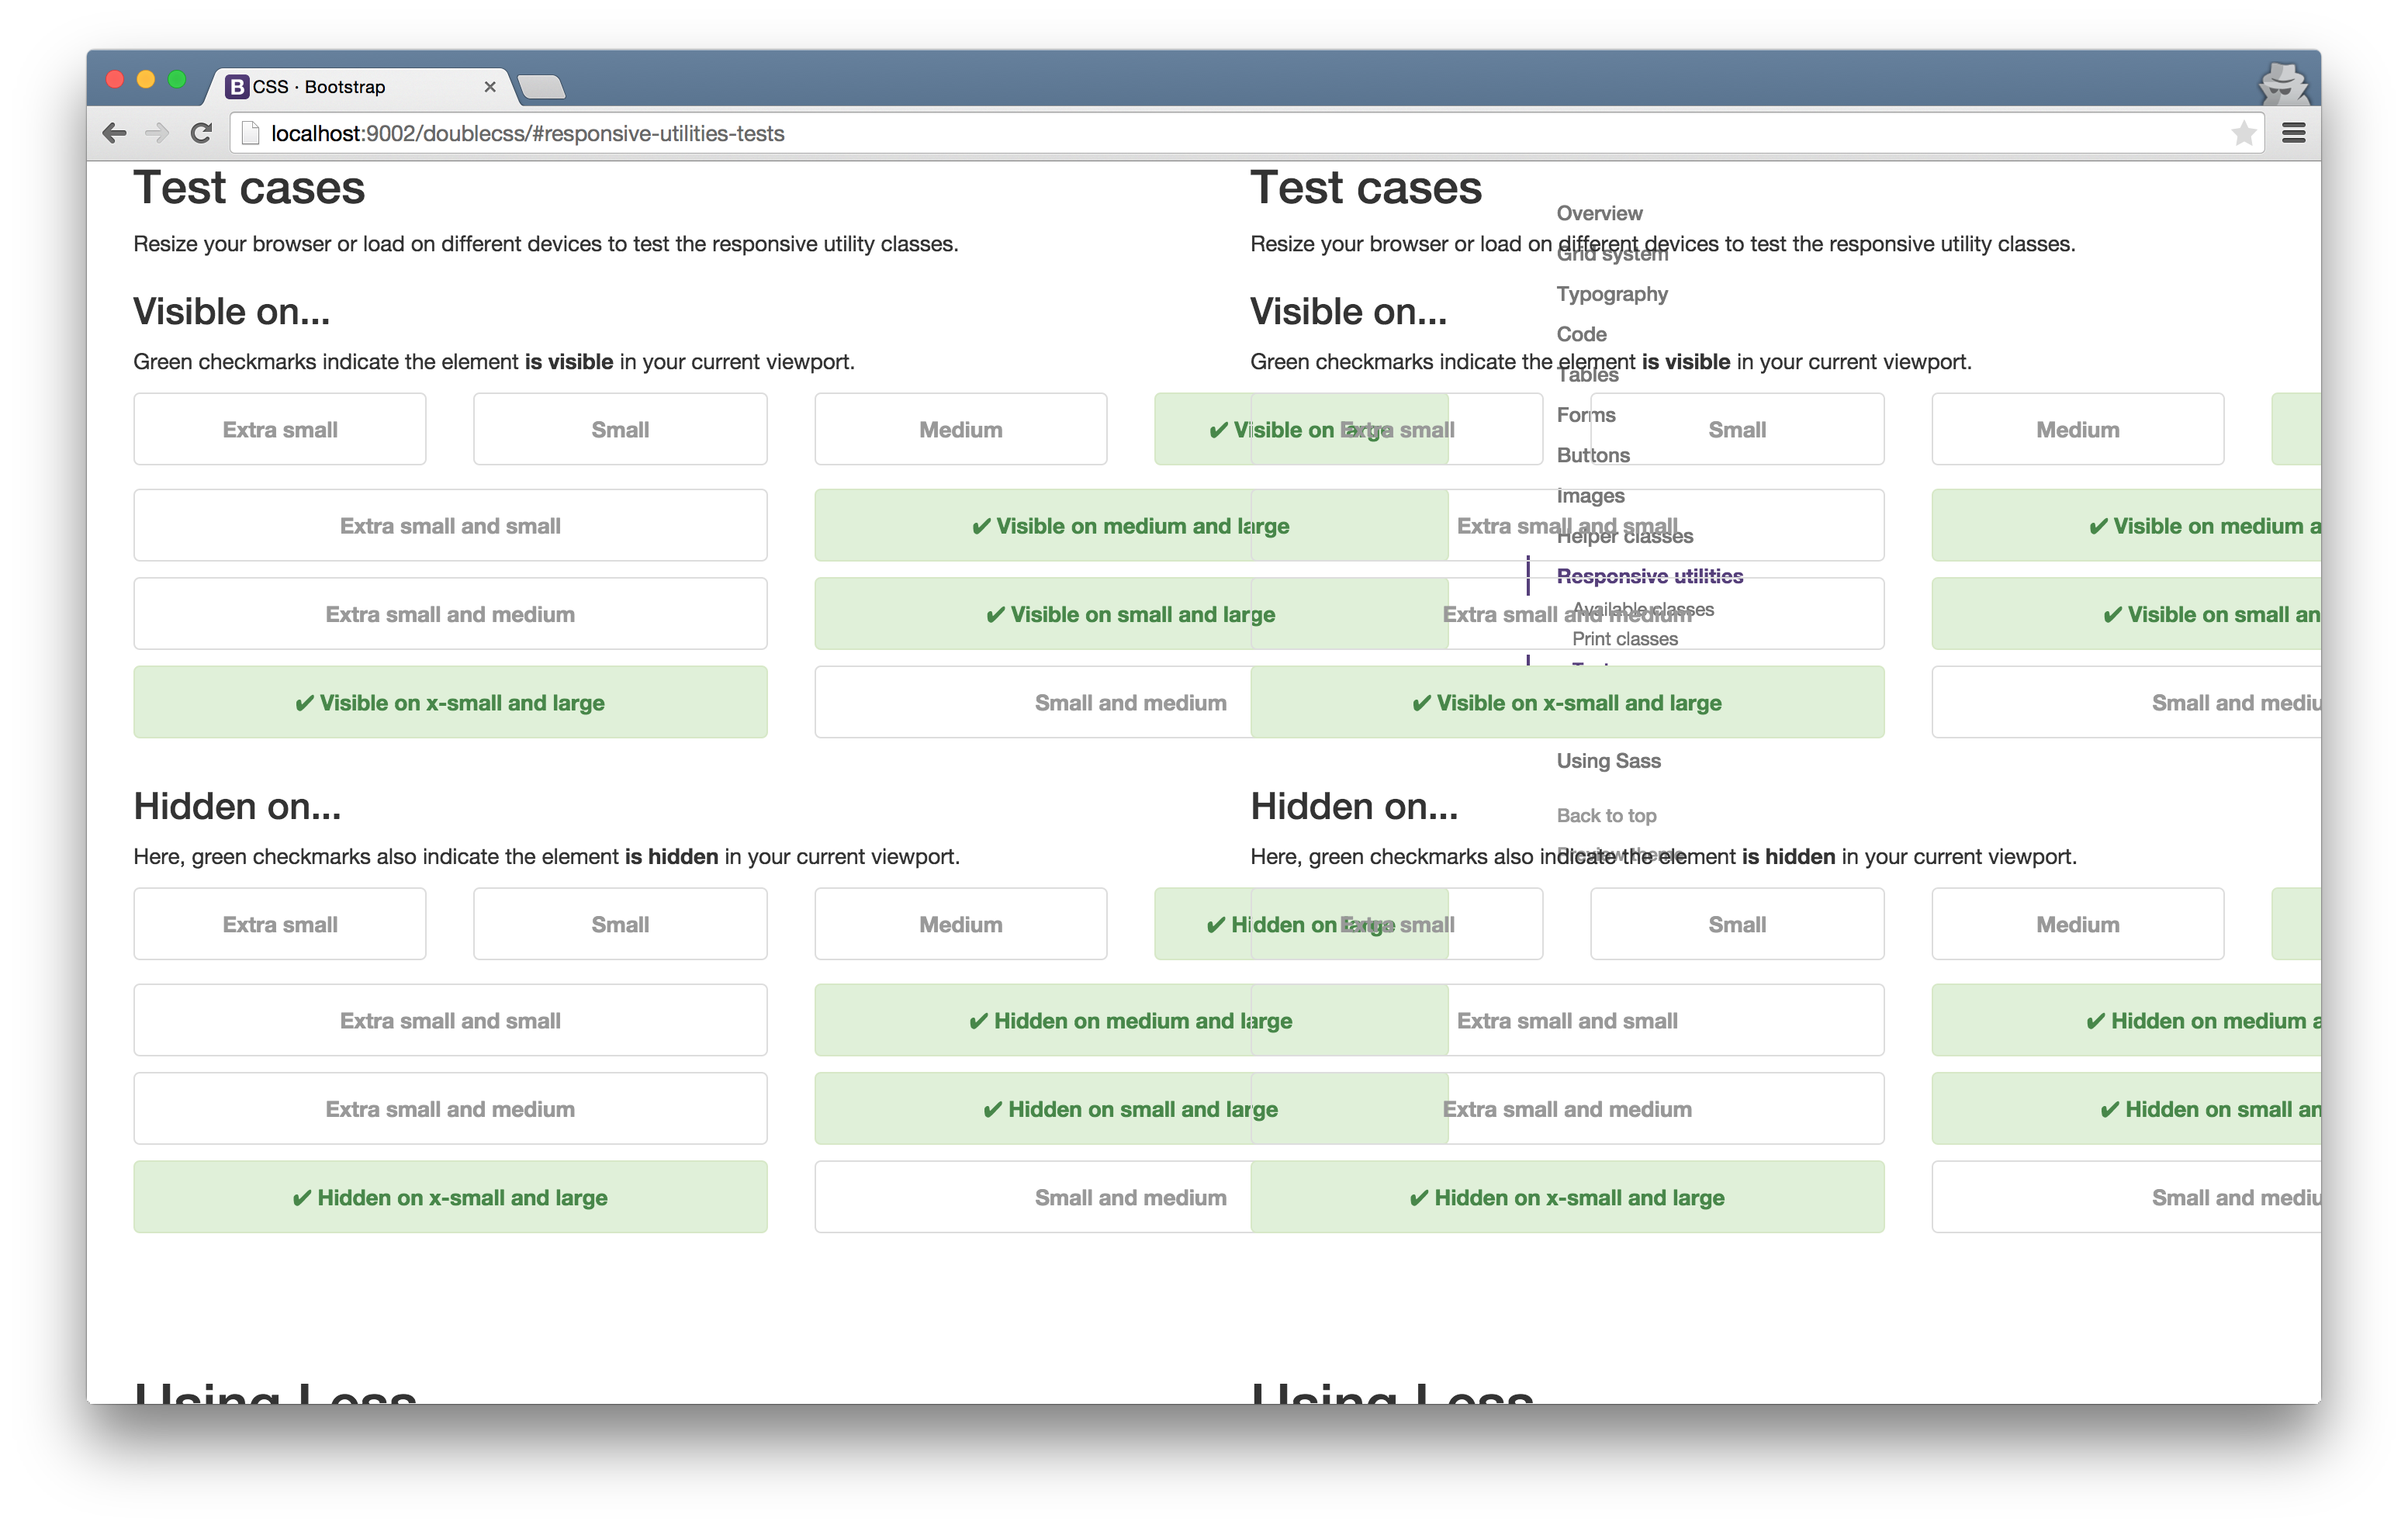 CSS · Bootstrap
localhost:9002/doublecss/#responsive-utilities-tests
Test cases
Resize your browser or load on different devices to test the responsive utility classes.
Visible on...
Green checkmarks indicate the element is visible in your current viewport.
Extra small
Small
Medium
✔ Visible on large
Extra small and small
✔ Visible on medium and large
Extra small and medium
✔ Visible on small and large
✔ Visible on x-small and large
Small and medium
Hidden on...
Here, green checkmarks also indicate the element is hidden in your current viewport.
Extra small
Small
Medium
✔ Hidden on large
Extra small and small
✔ Hidden on medium and large
Extra small and medium
✔ Hidden on small and large
✔ Hidden on x-small and large
Small and medium
Using Less
Test cases
Resize your browser or load on different devices to test the responsive utility classes.
Visible on...
Green checkmarks indicate the element is visible in your current viewport.
Extra small
Small
Medium
Extra small and small
✔ Visible on medium a
Extra small and medium
✔ Visible on small an
✔ Visible on x-small and large
Small and mediu
Hidden on...
Here, green checkmarks also indicate the element is hidden in your current viewport.
Extra small
Small
Medium
Extra small and small
✔ Hidden on medium a
Extra small and medium
✔ Hidden on small an
✔ Hidden on x-small and large
Small and mediu
Using Less
Overview
Grid system
Typography
Code
Tables
Forms
Buttons
Images
Helper classes
Responsive utilities
Available classes
Print classes
Using Sass
Back to top
Preview theme